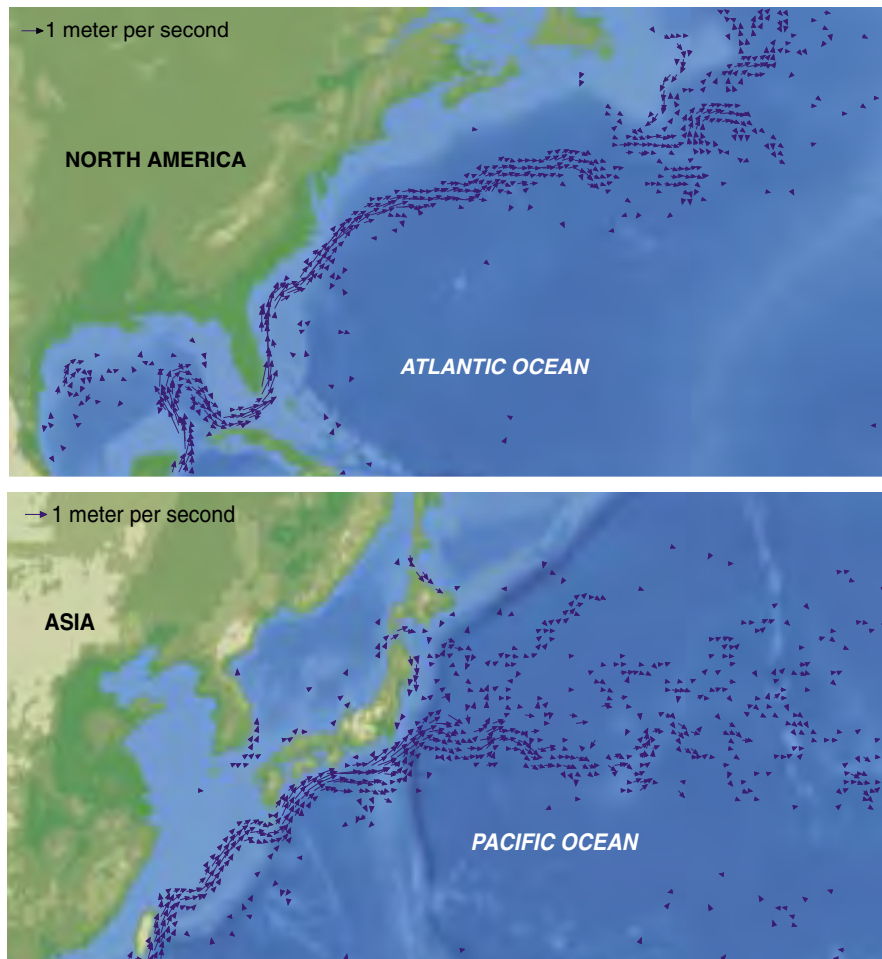 1 meter per second
NORTH AMERICA
ATLANTIC OCEAN
1 meter per second
ASIA
PACIFIC OCEAN